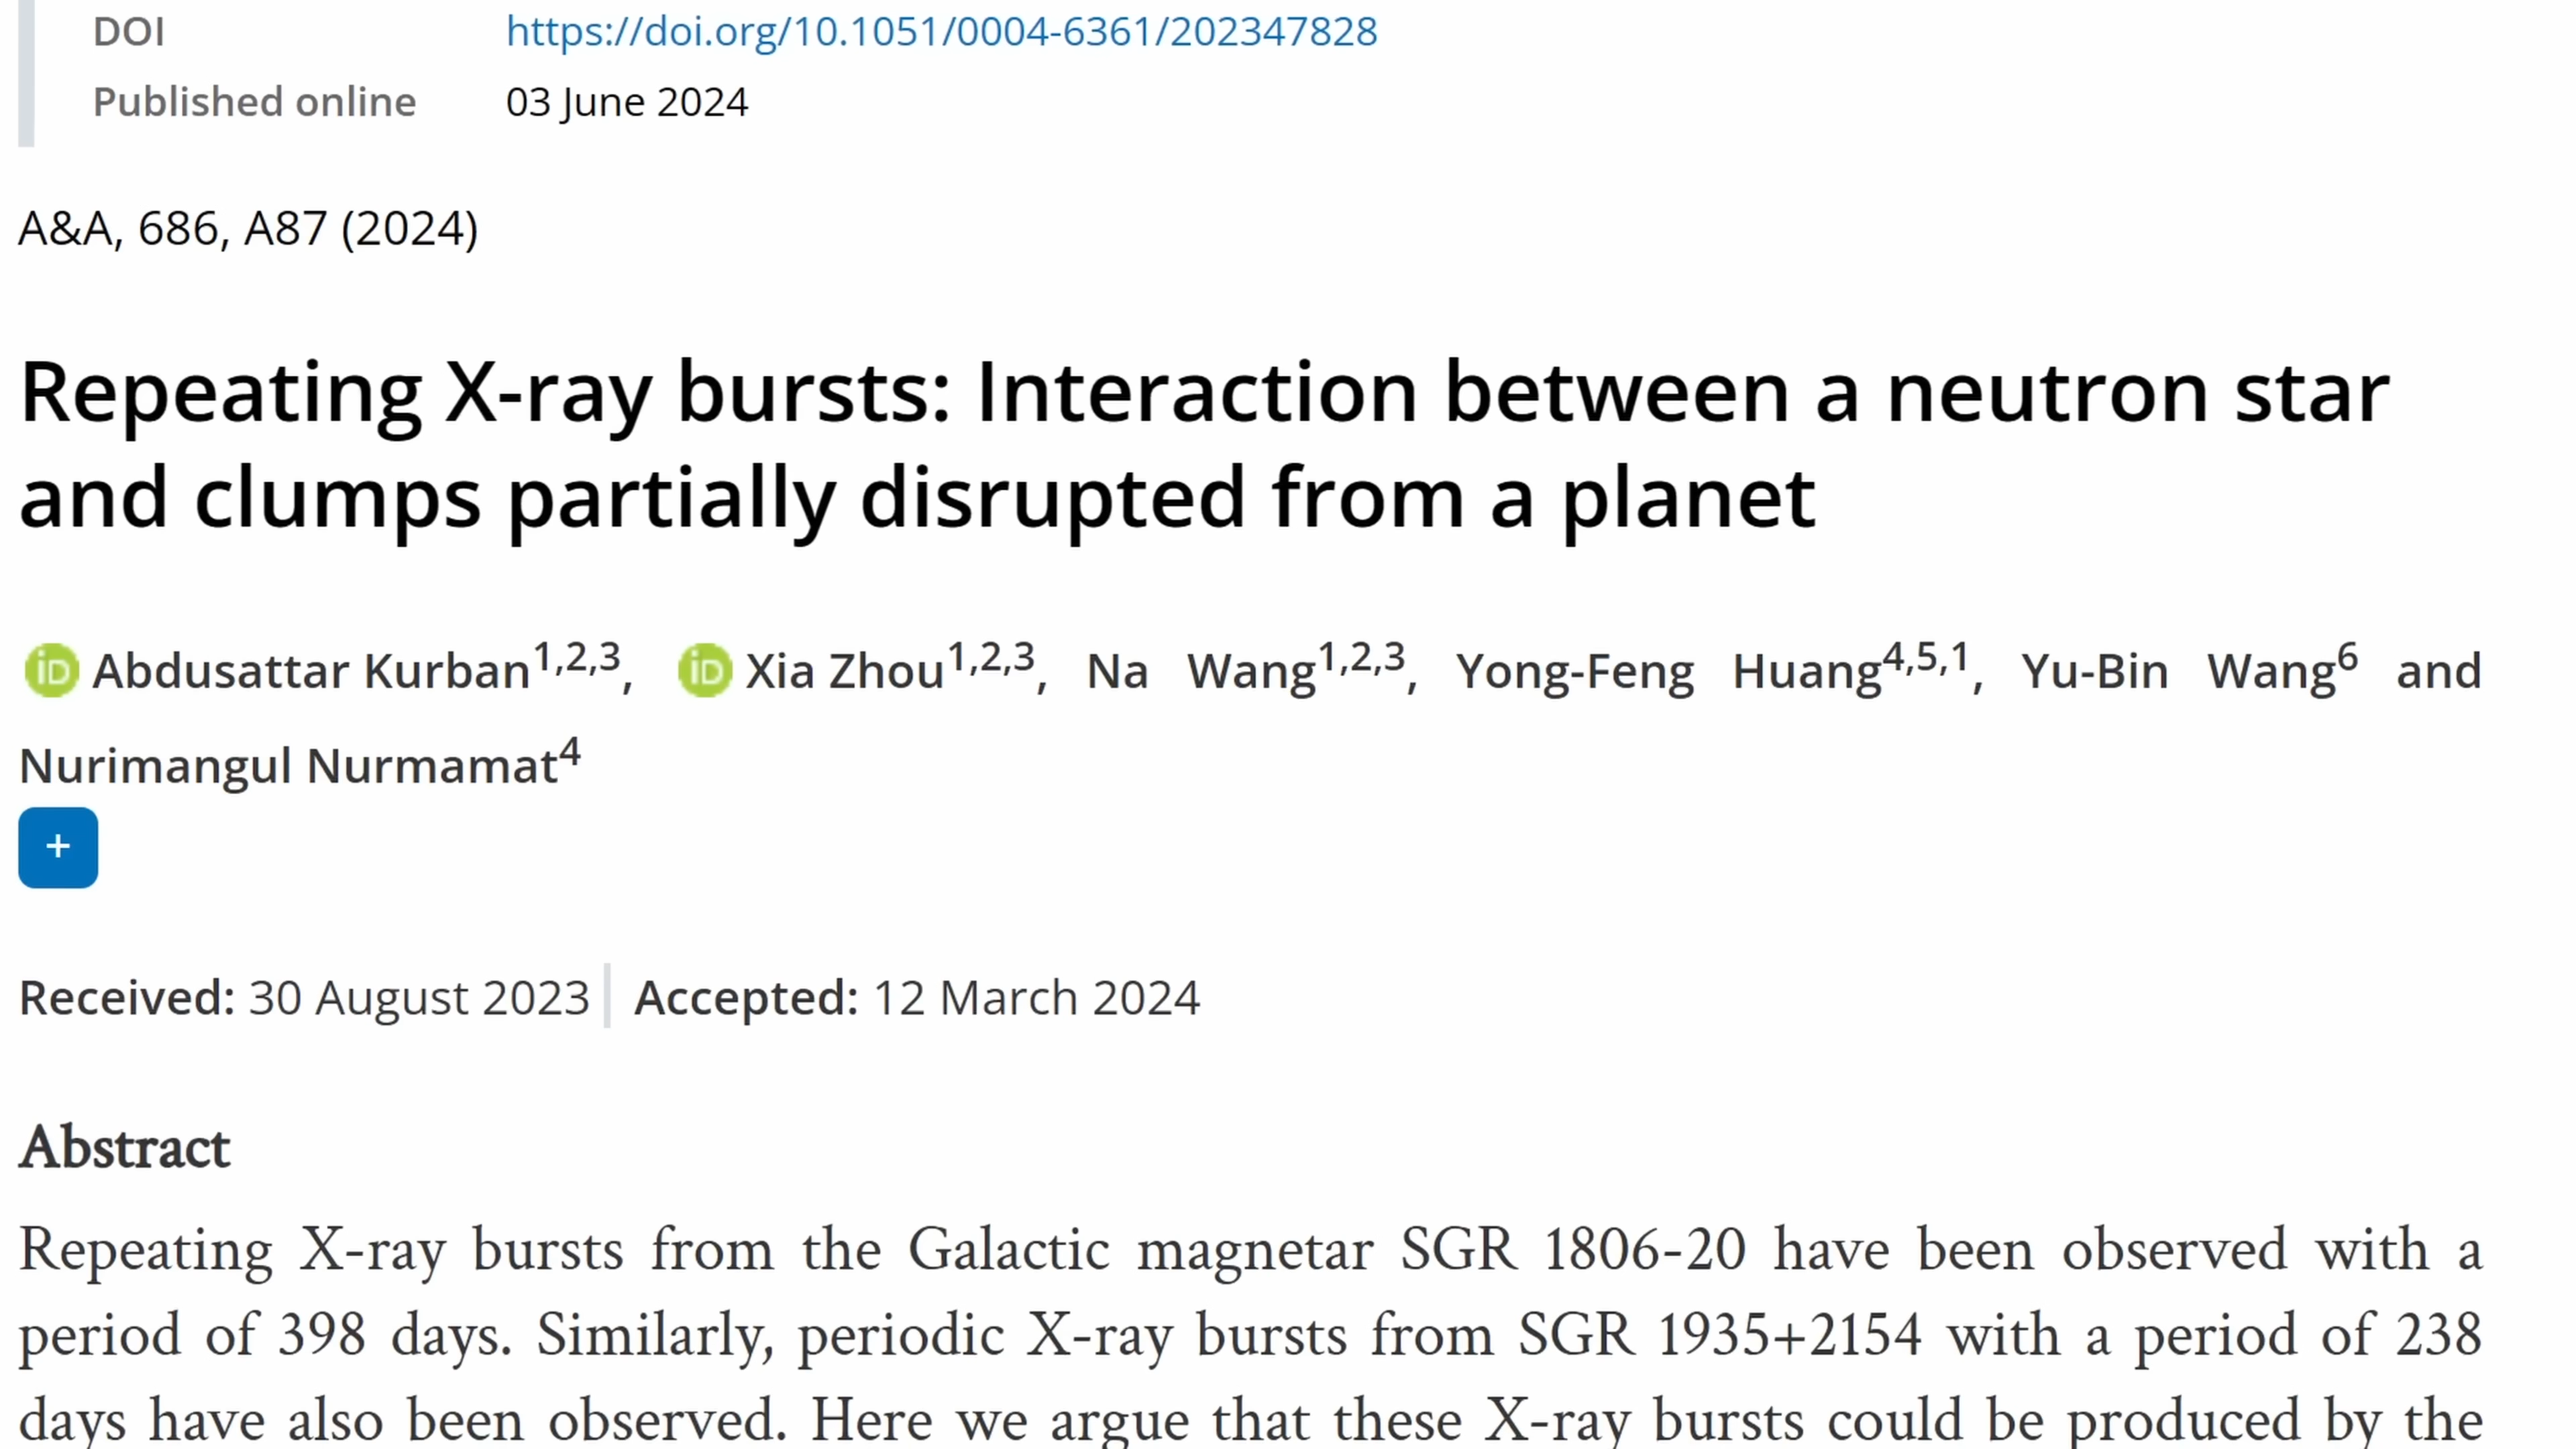 DOI https://doi.org/10.1051/0004-6361/202347828
Published online 03 June 2024
A&A, 686, A87 (2024)
Repeating X-ray bursts: Interaction between a neutron star
and clumps partially disrupted from a planet
iD Abdusattar Kurban1,2,3, iD Xia Zhou1,2,3, Na Wang1,2,3, Yong-Feng Huang4,5,1, Yu-Bin Wang6 and
Nurimangul Nurmamat4
+
Received: 30 August 2023 Accepted: 12 March 2024
Abstract
Repeating X-ray bursts from the Galactic magnetar SGR 1806-20 have been observed with a
period of 398 days. Similarly, periodic X-ray bursts from SGR 1935+2154 with a period of 238
days have also been observed. Here we argue that these X-ray bursts could be produced by the